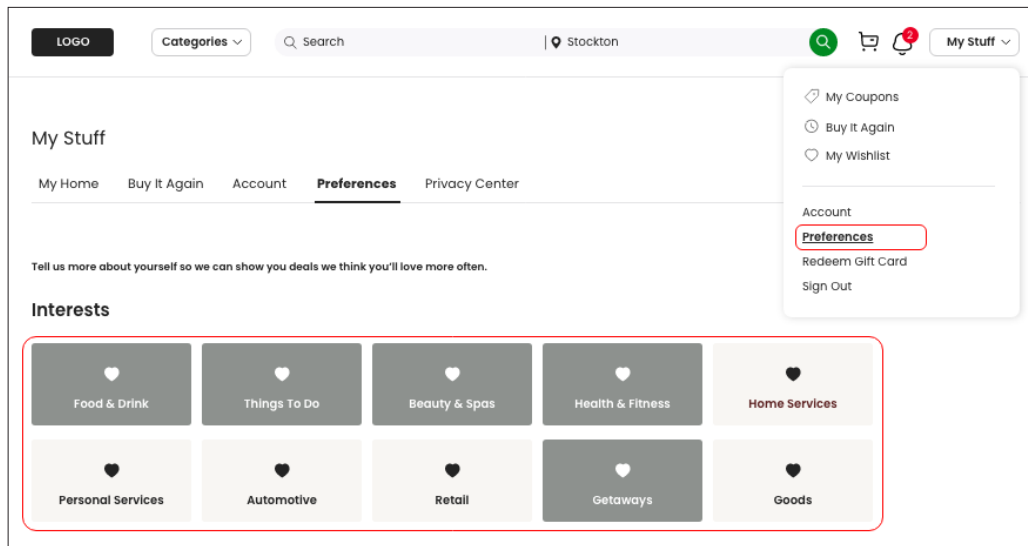 LOGO Categories Search Stockton 2 My Stuff
My Coupons
Buy It Again
My Wishlist
Account
Preferences
Redeem Gift Card
Sign Out
My Stuff
My Home Buy It Again Account Preferences Privacy Center
Tell us more about yourself so we can show you deals we think you'll love more often.
Interests
Food & Drink Things To Do Beauty & Spas Health & Fitness Home Services
Personal Services Automotive Retail Getaways Goods